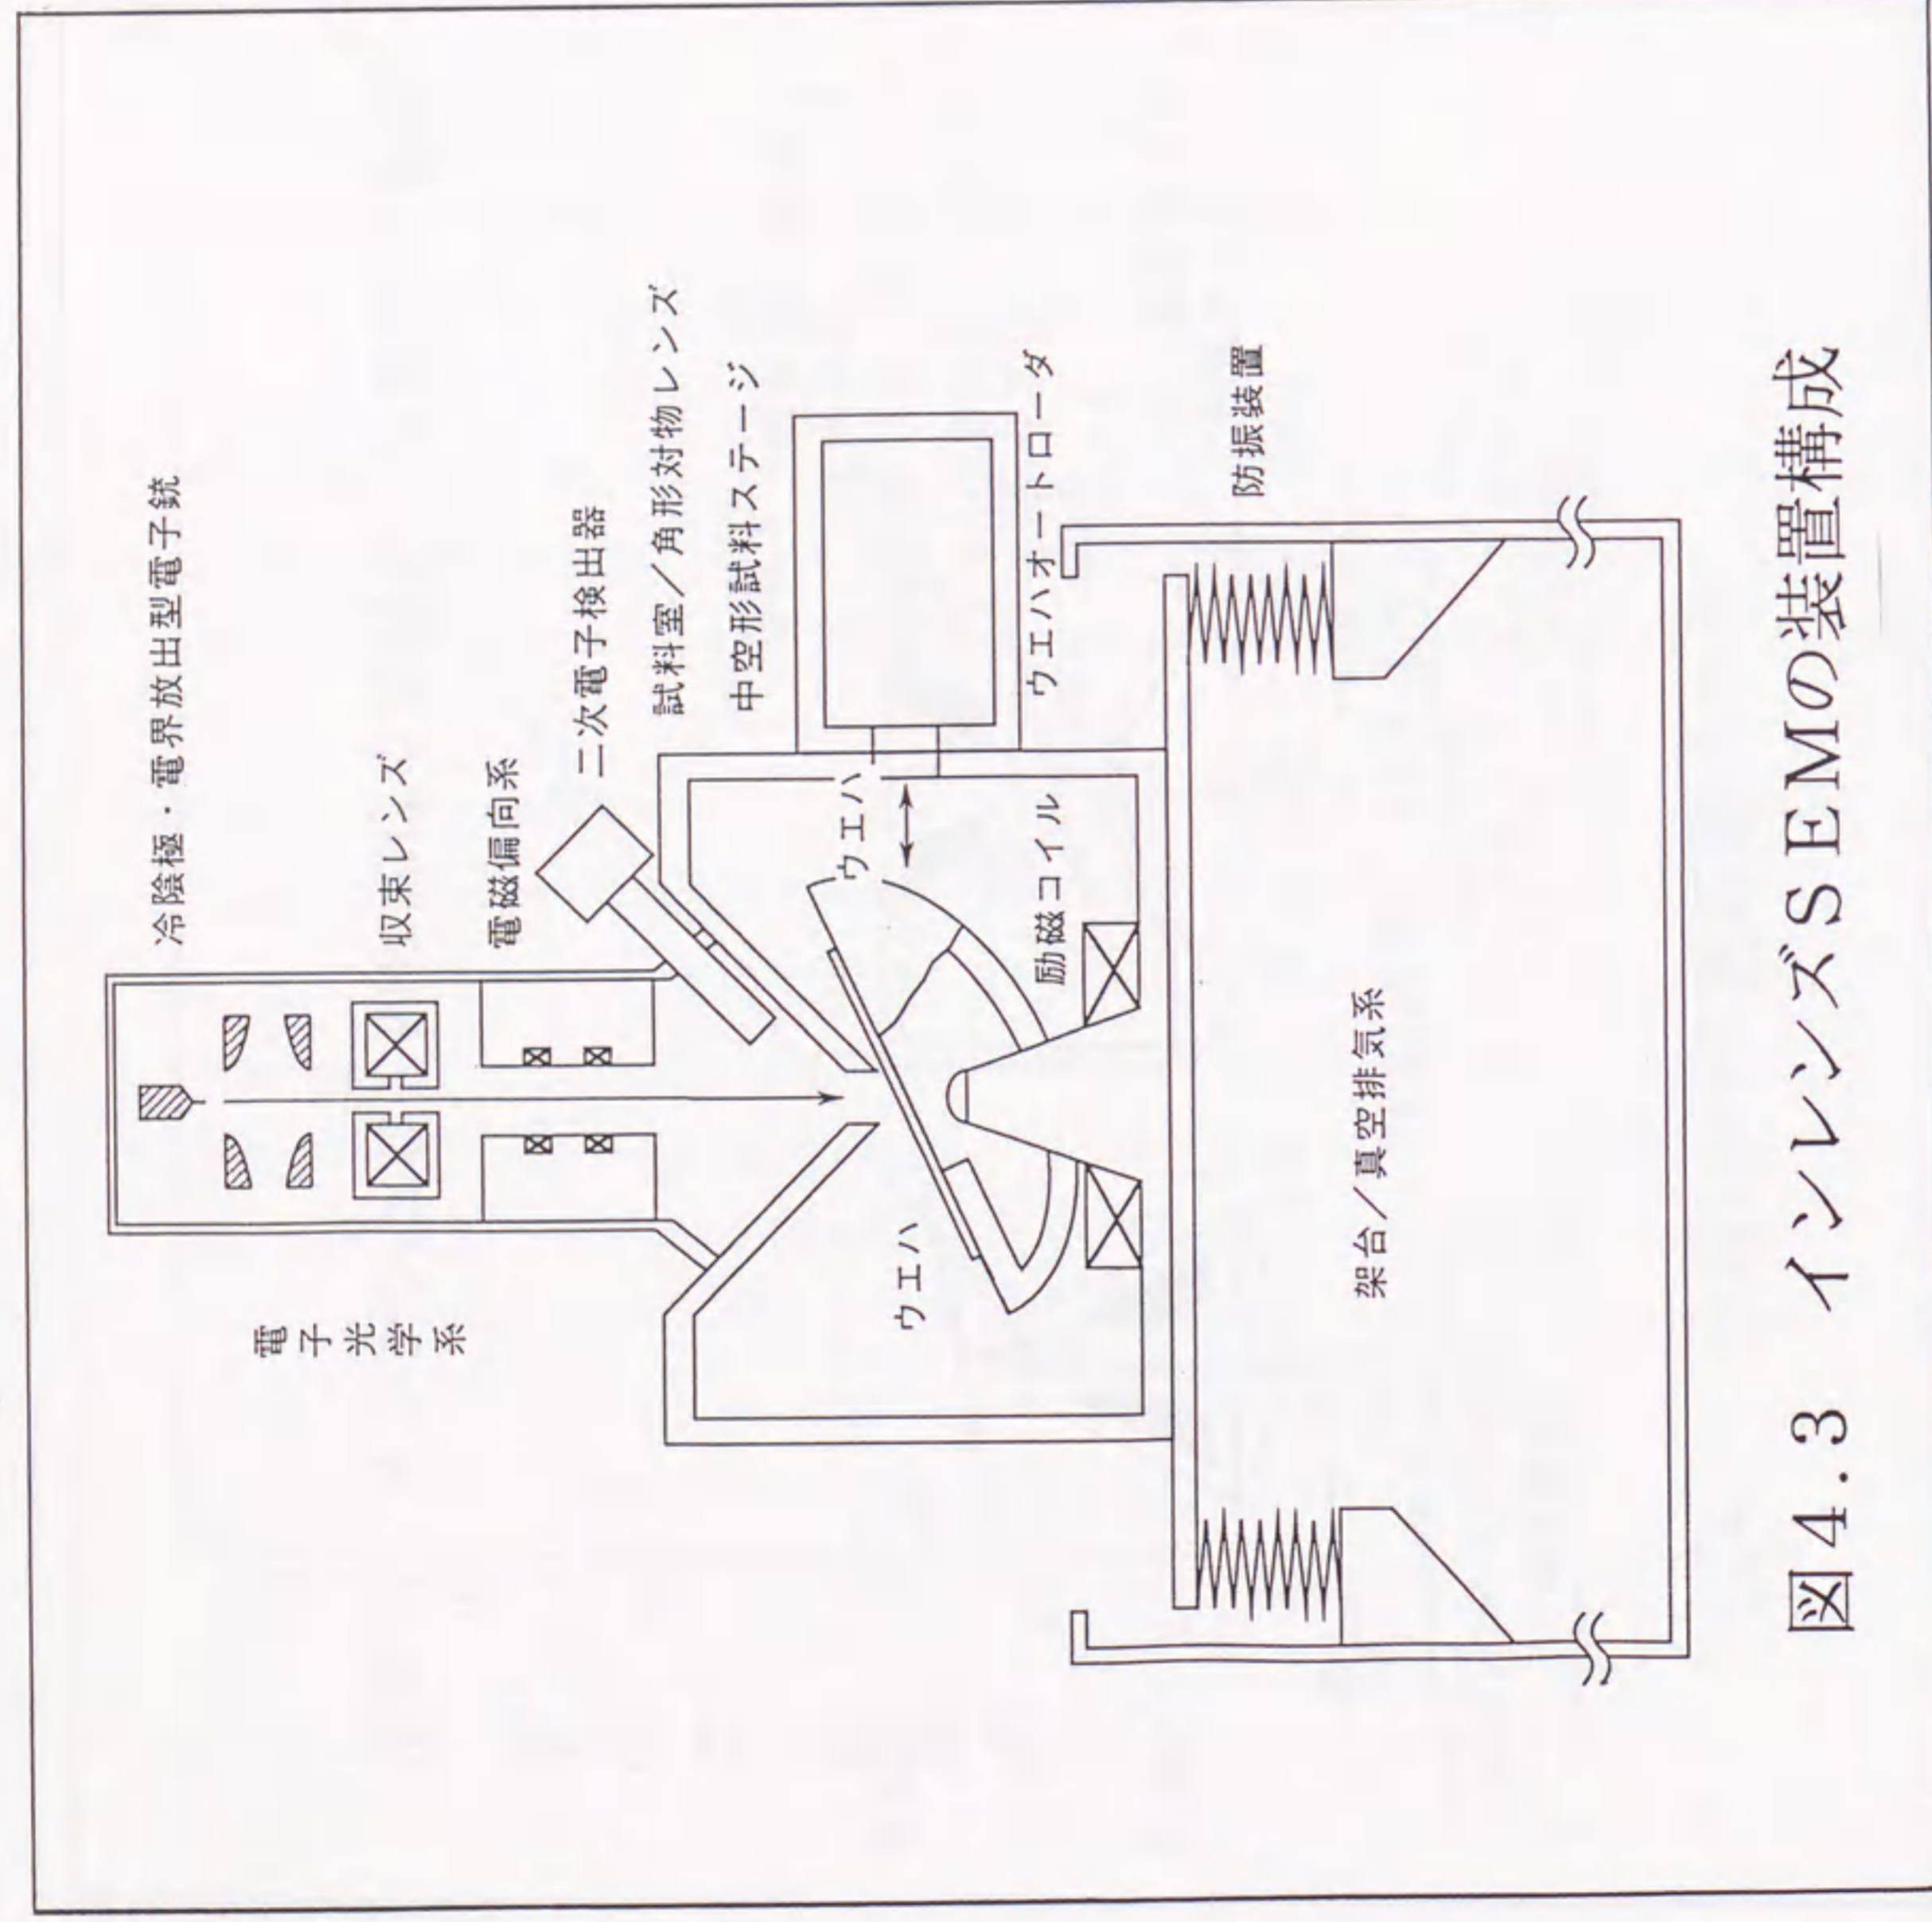 冷陰極・電界放出型電子銃
電子光学系
収束レンズ
電磁偏向系
二次電子検出器
試料室／角形対物レンズ
中空形試料ステージ
ウエハ
ウエハ
ウエハオートローダ
励磁コイル
防振装置
架台／真空排気系
図4.3 インレンズSEMの装置構成